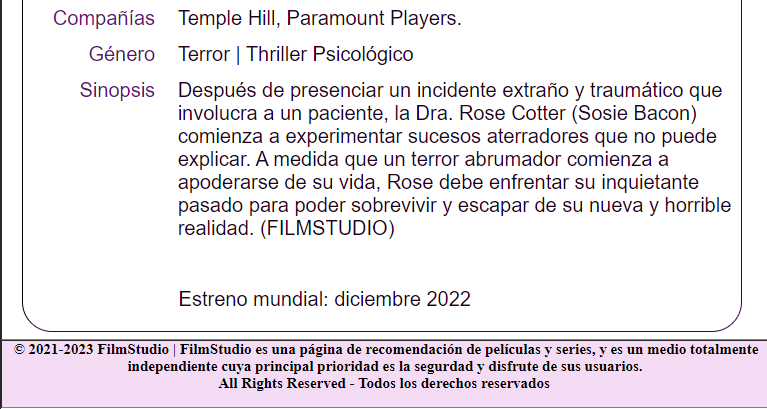 Compañías Temple Hill, Paramount Players.
Género Terror | Thriller Psicológico
Sinopsis Después de presenciar un incidente extraño y traumático que
involucra a un paciente, la Dra. Rose Cotter (Sosie Bacon)
comienza a experimentar sucesos aterradores que no puede
explicar. A medida que un terror abrumador comienza a
apoderarse de su vida, Rose debe enfrentar su inquietante
pasado para poder sobrevivir y escapar de su nueva y horrible
realidad. (FILMSTUDIO)
Estreno mundial: diciembre 2022
© 2021-2023 FilmStudio | FilmStudio es una página de recomendación de películas y series, y es un medio totalmente
independiente cuya principal prioridad es la segurdad y disfrute de sus usuarios.
All Rights Reserved - Todos los derechos reservados